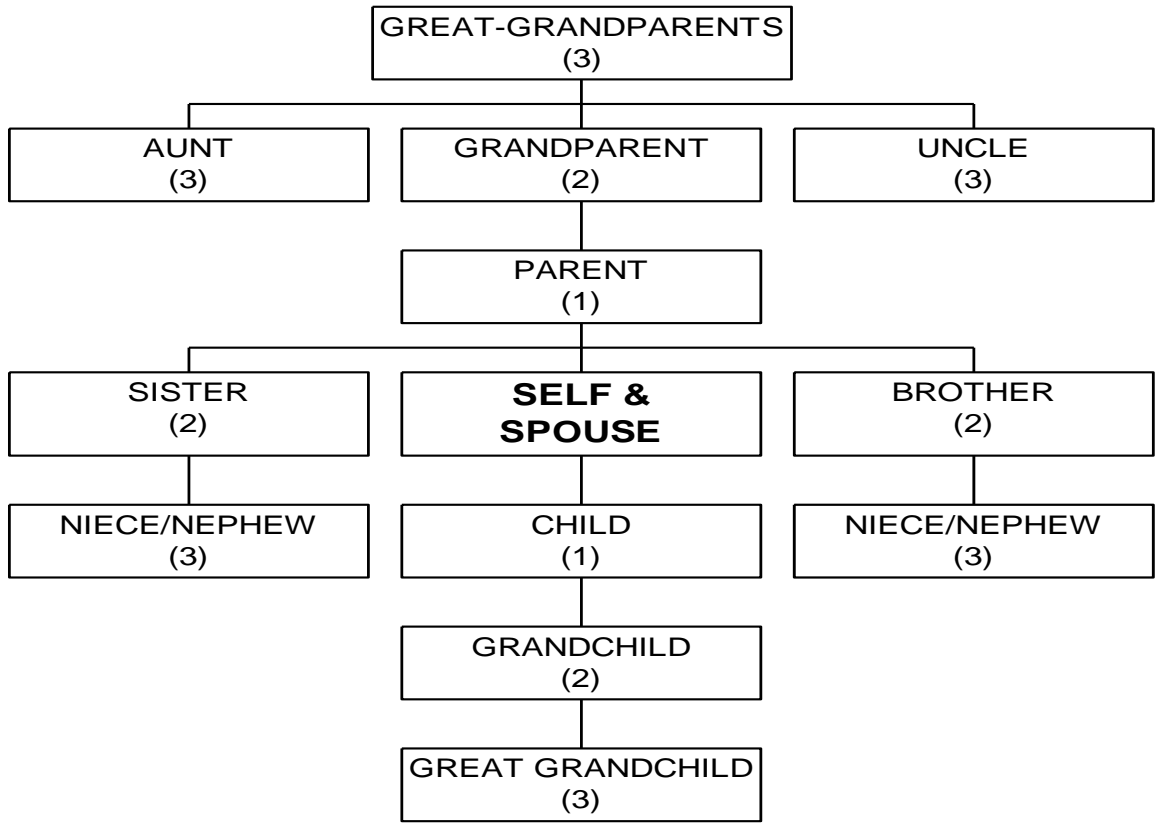 GREAT-GRANDPARENTS
(3)
AUNT
(3)
GRANDPARENT
(2)
UNCLE
(3)
PARENT
(1)
SISTER
(2)
SELF &
SPOUSE
BROTHER
(2)
NIECE/NEPHEW
(3)
CHILD
(1)
NIECE/NEPHEW
(3)
GRANDCHILD
(2)
GREAT GRANDCHILD
(3)